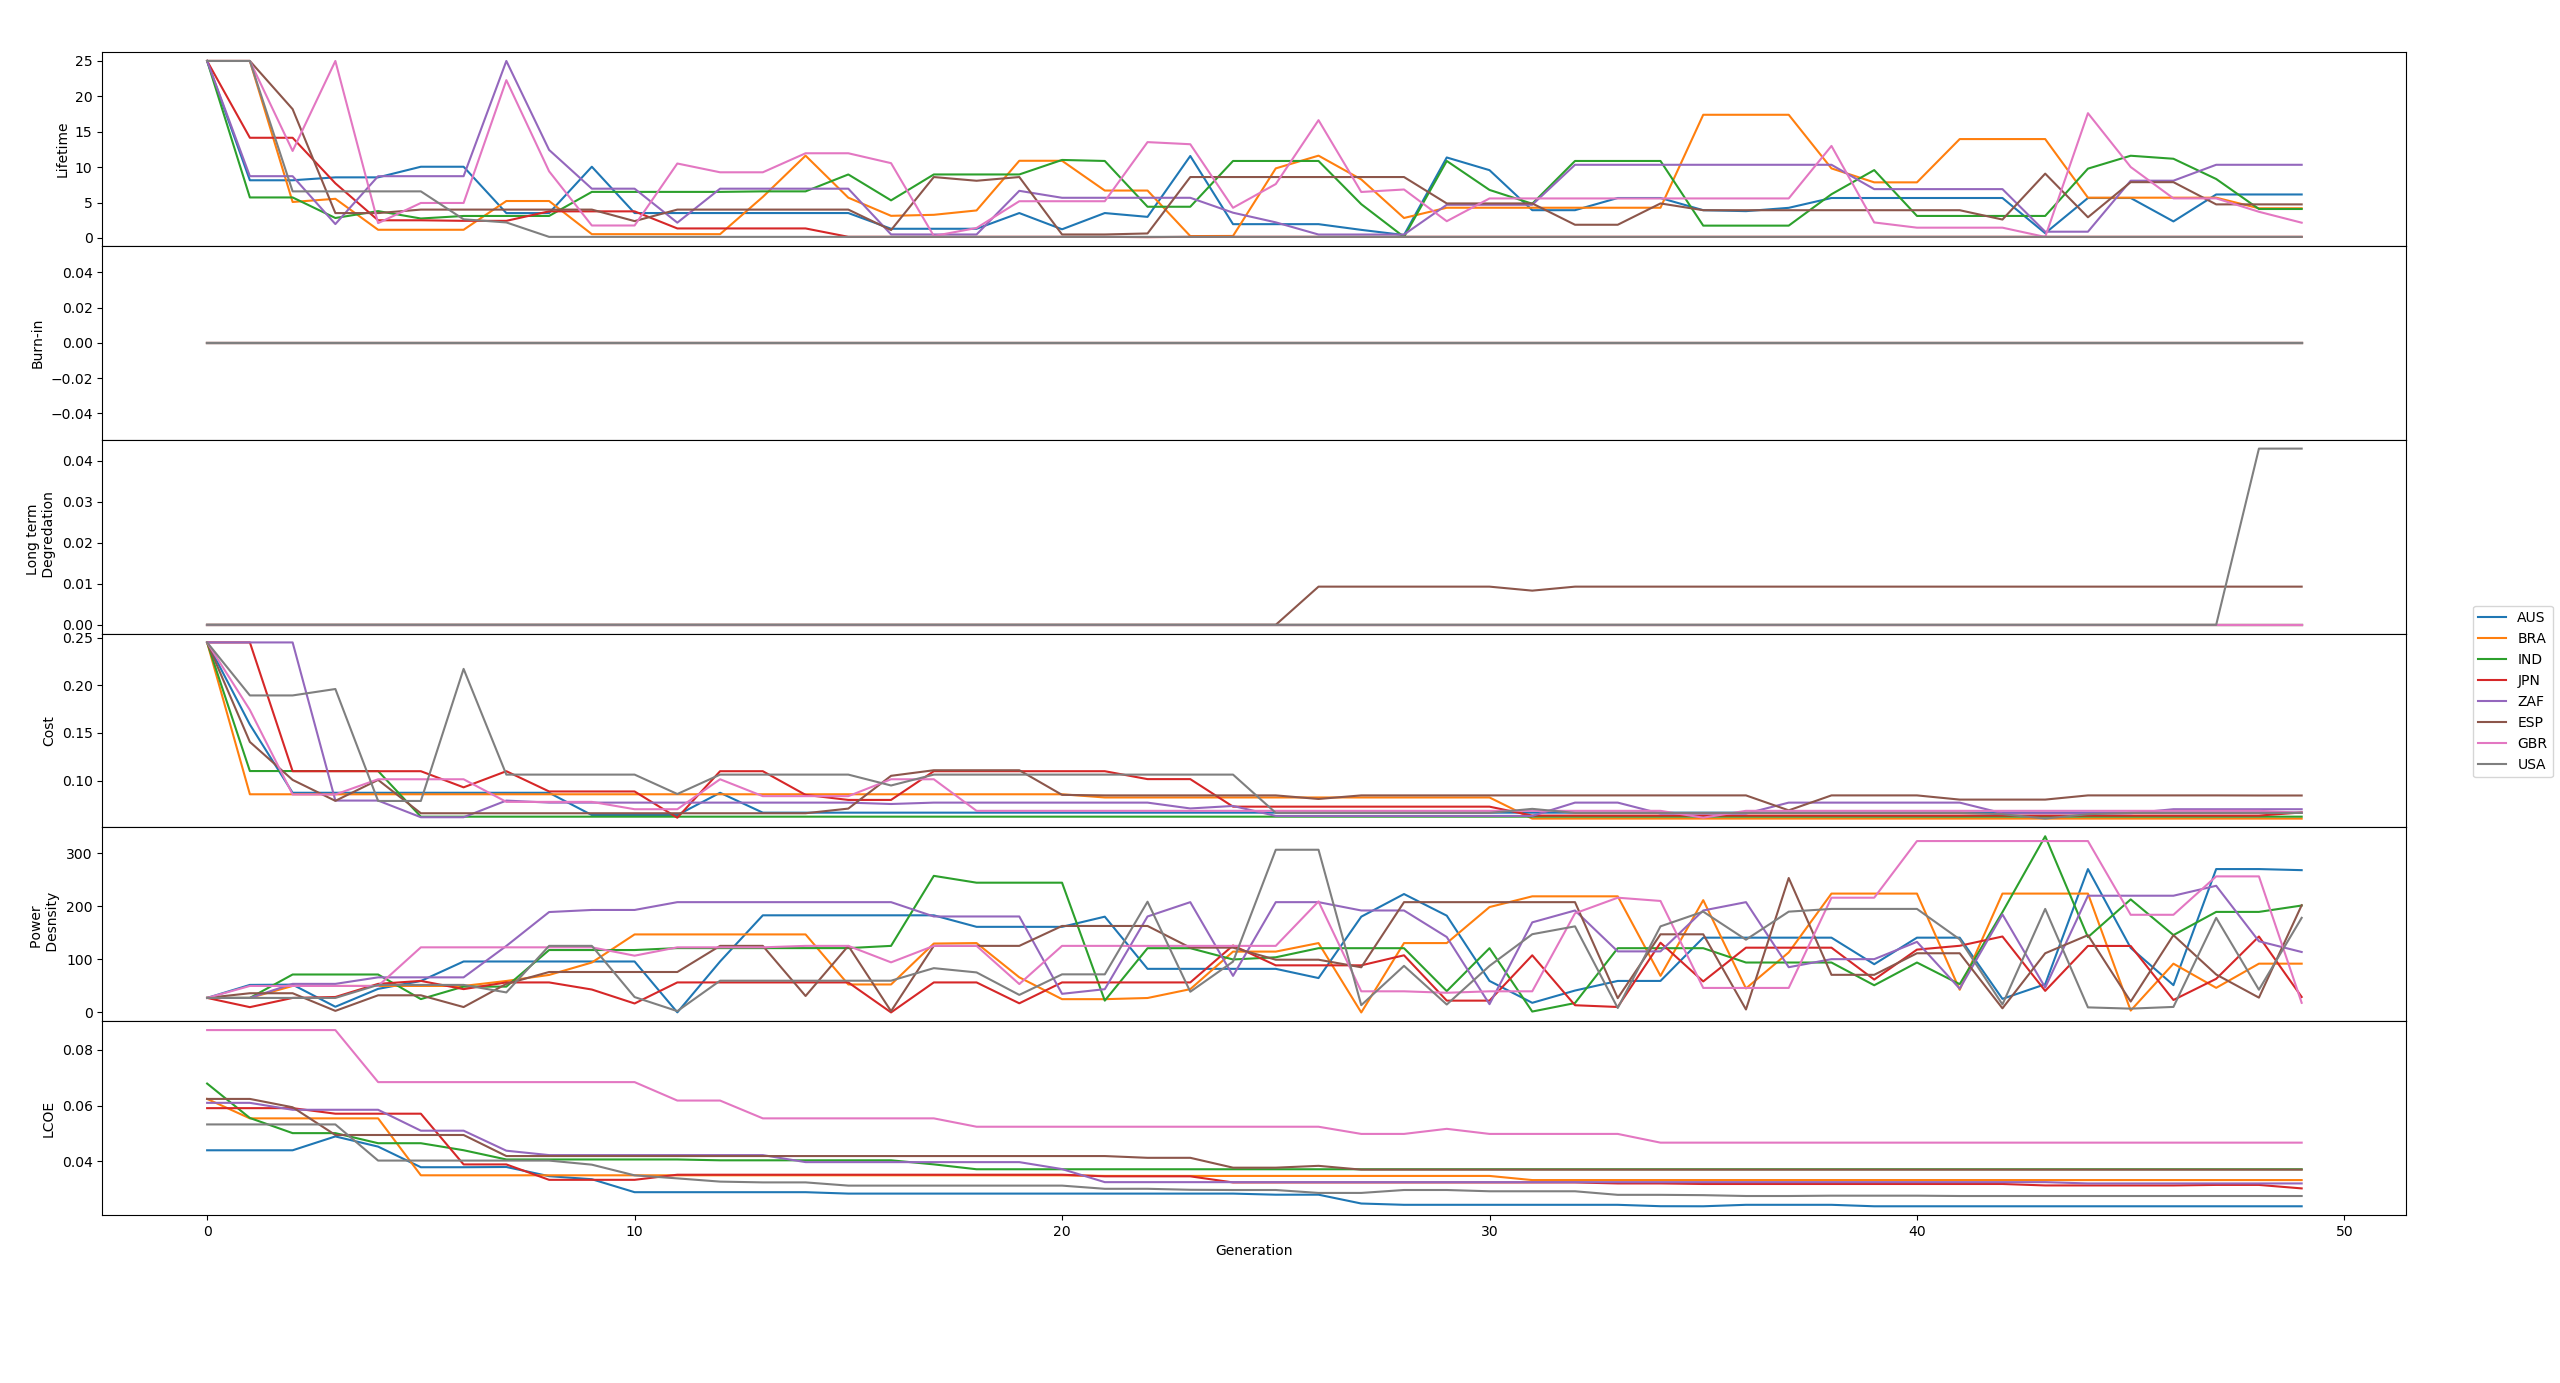 25
20
15
10
5
0
Lifetime
0.04
0.02
0.00
−0.02
−0.04
Burn-in
0.04
0.03
0.02
0.01
0.00
Long term
Degredation
0.25
0.20
0.15
0.10
Cost
300
200
100
0
Power
Desnsity
0.08
0.06
0.04
LCOE
0
10
20
30
40
50
Generation
AUS
BRA
IND
JPN
ZAF
ESP
GBR
USA